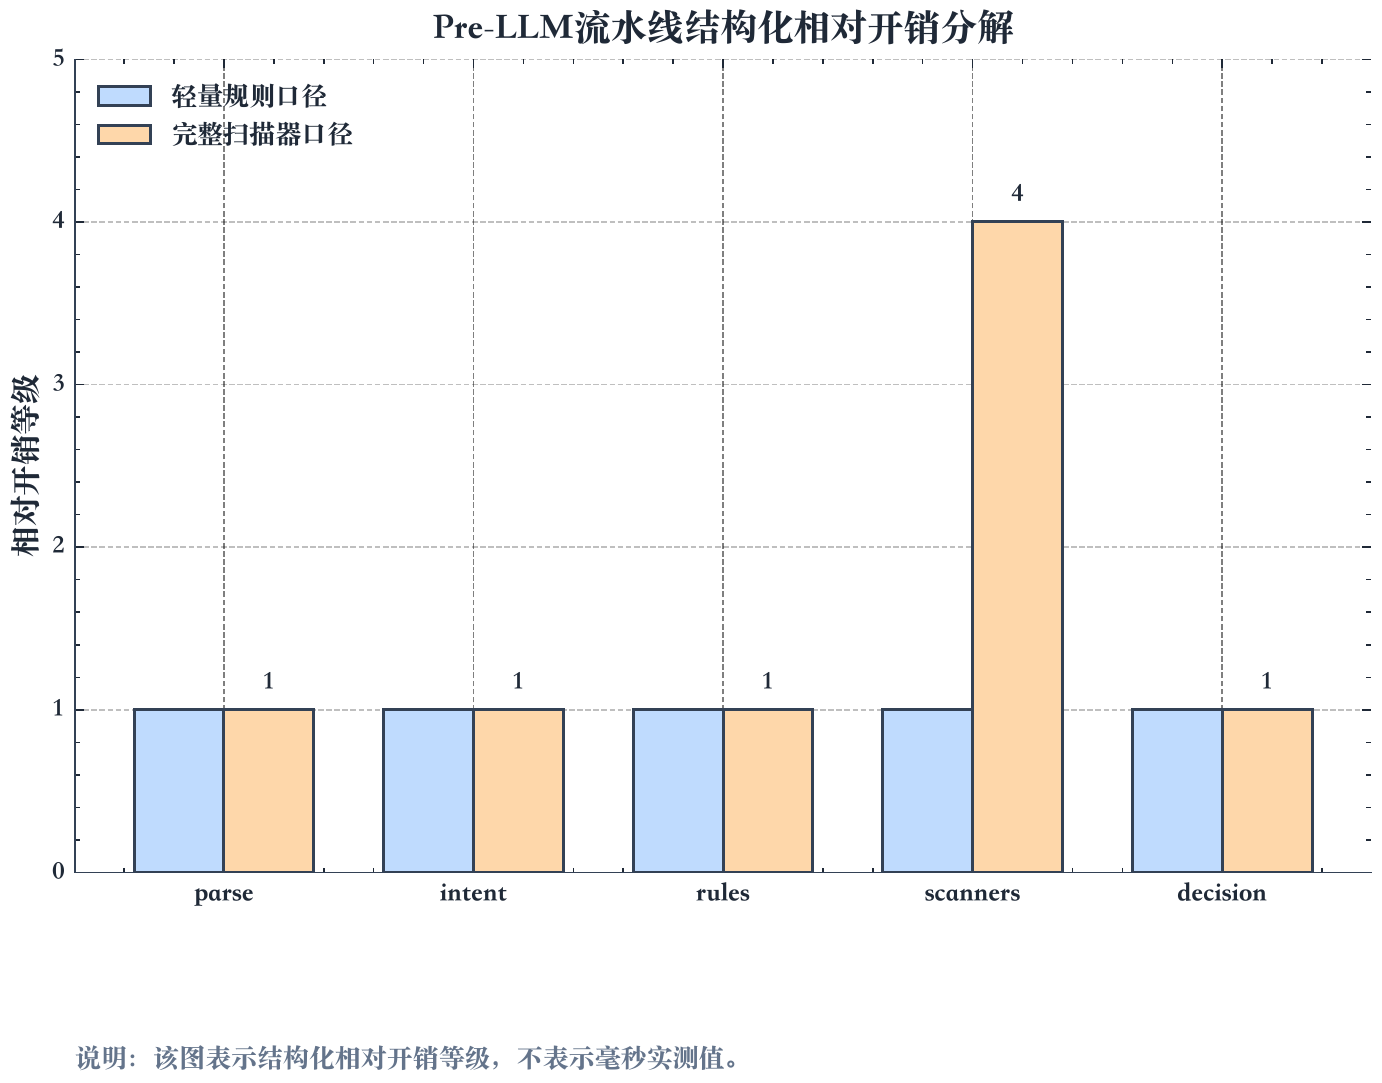 Pre-LLM流水线结构化相对开销分解
轻量规则口径
完整扫描器口径
相对开销等级
5
4
3
2
1
0
1
1
1
4
1
parse
intent
rules
scanners
decision
说明：该图表示结构化相对开销等级，不表示毫秒实测值。